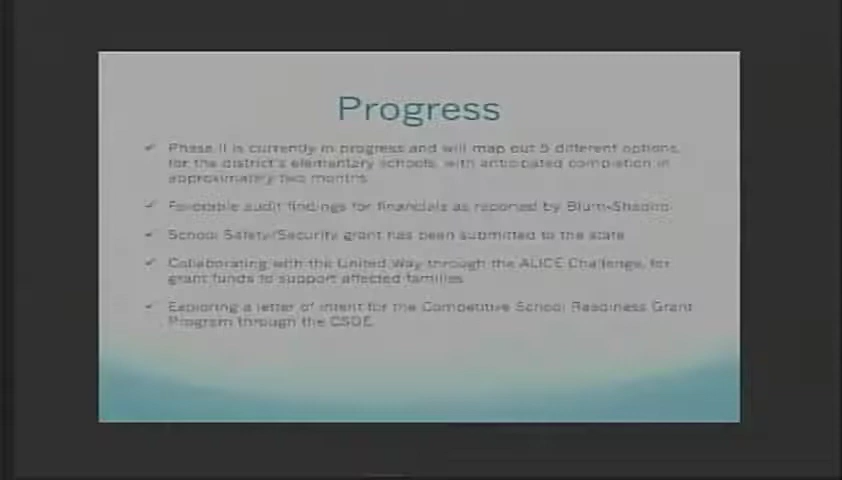 Progress
Phase II is currently in progress and will map out 5 different options
for the district's elementary schools, with anticipated completion in
approximately two months.
Favorable audit findings for financials as reported by Blum-Shapiro.
School Safety/Security grant has been submitted to the state.
Collaborating with the United Way through the ALICE Challenge, for
grant funds to support affected families.
Exploring a letter of intent for the Competitive School Readiness Grant
Program through the CSDE.